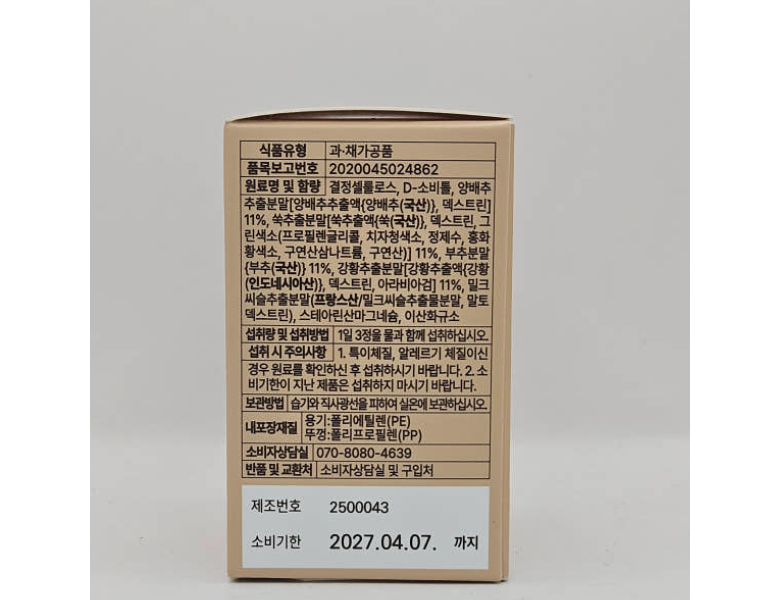 식품유형 과·채가공품
품목보고번호 2020045024862
원료명 및 함량 결정셀룰로스, D-소비톨, 양배추
추출분말[양배추추출액{양배추(국산)}, 덱스트린]
11%, 쑥추출분말[쑥추출액{쑥(국산)}, 덱스트린, 그
린색소(프로필렌글리콜, 치자청색소, 정제수, 홍화
황색소, 구연산삼나트륨, 구연산)] 11%, 부추분말
{부추(국산)} 11%, 강황추출분말[강황추출액{강황
(인도네시아산)}, 덱스트린, 아라비아검] 11%, 밀크
씨슬추출분말(프랑스산/밀크씨슬추출물분말, 말토
덱스트린), 스테아린산마그네슘, 이산화규소
섭취량 및 섭취방법 1일 3정을 물과 함께 섭취하십시오.
섭취 시 주의사항 1. 특이체질, 알레르기 체질이신
경우 원료를 확인하신 후 섭취하시기 바랍니다. 2. 소
비기한이 지난 제품은 섭취하지 마시기 바랍니다.
보관방법 습기와 직사광선을 피하여 실온에 보관하십시오.
내포장재질 용기:폴리에틸렌(PE)
뚜껑:폴리프로필렌(PP)
소비자상담실 070-8080-4639
반품 및 교환처 소비자상담실 및 구입처
제조번호 2500043
소비기한 2027.04.07. 까지